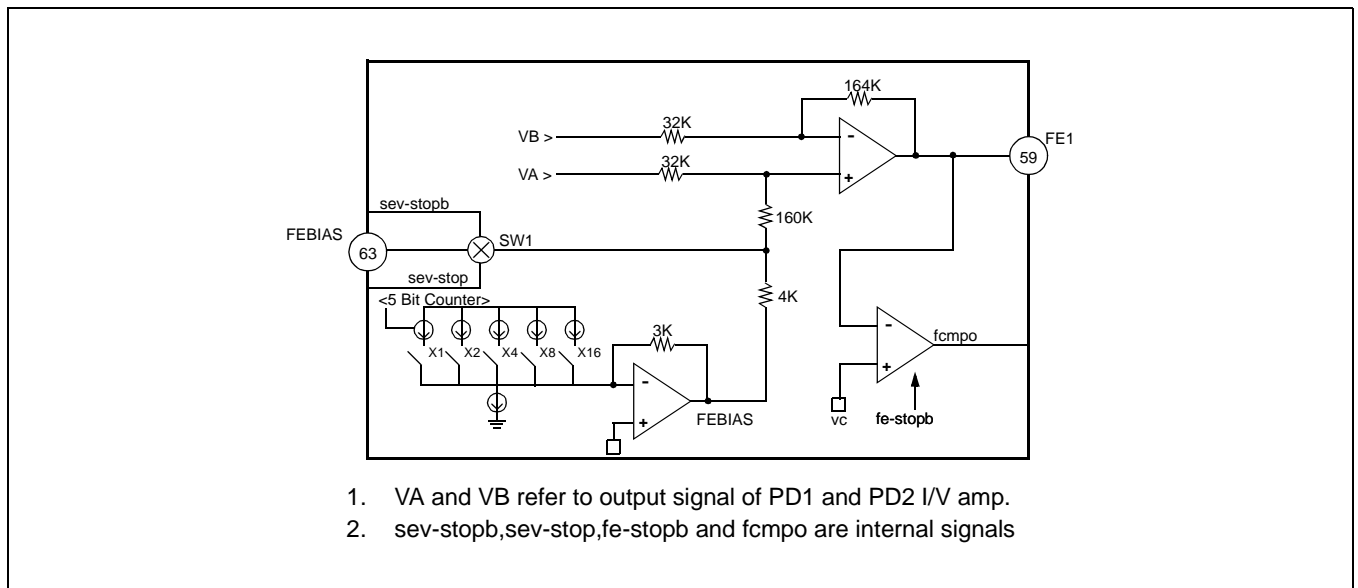 164K
32K
VB >
-
FE1
59
32K
VA >
+
160K
sev-stopb
FEBIAS
63
SW1
sev-stop
4K
<5 Bit Counter>
X1 X2 X4 X8 X16
3K
-
+
FEBIAS
-
+
fcmpo
vc
fe-stopb
1. VA and VB refer to output signal of PD1 and PD2 I/V amp.
2. sev-stopb,sev-stop,fe-stopb and fcmpo are internal signals